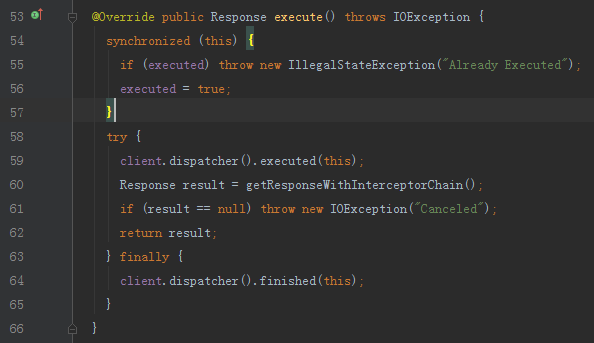 53 @Override public Response execute() throws IOException {
54 synchronized (this) {
55 if (executed) throw new IllegalStateException("Already Executed");
56 executed = true;
57 }
58 try {
59 client.dispatcher().executed(this);
60 Response result = getResponseWithInterceptorChain();
61 if (result == null) throw new IOException("Canceled");
62 return result;
63 } finally {
64 client.dispatcher().finished(this);
65 }
66 }